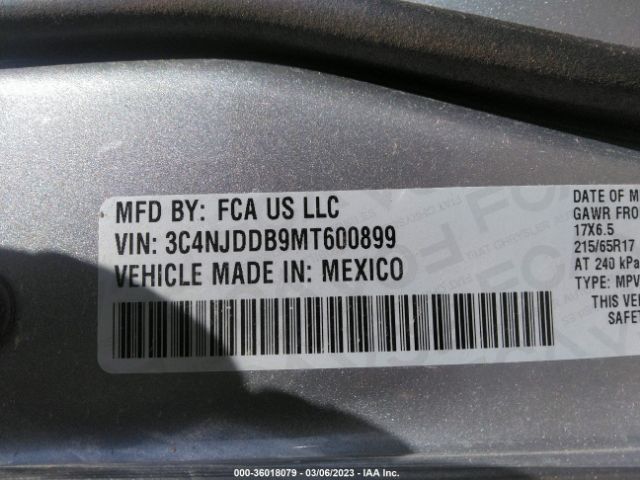 MFD BY: FCA US LLC
VIN: 3C4NJDDB9MT600899
VEHICLE MADE IN: MEXICO
DATE OF M
GAWR FRO
17X6.5
215/65R17
AT 240 kPa
TYPE: MPV
THIS VE
SAFET
000-36018079 - 03/06/2023 - IAA Inc.